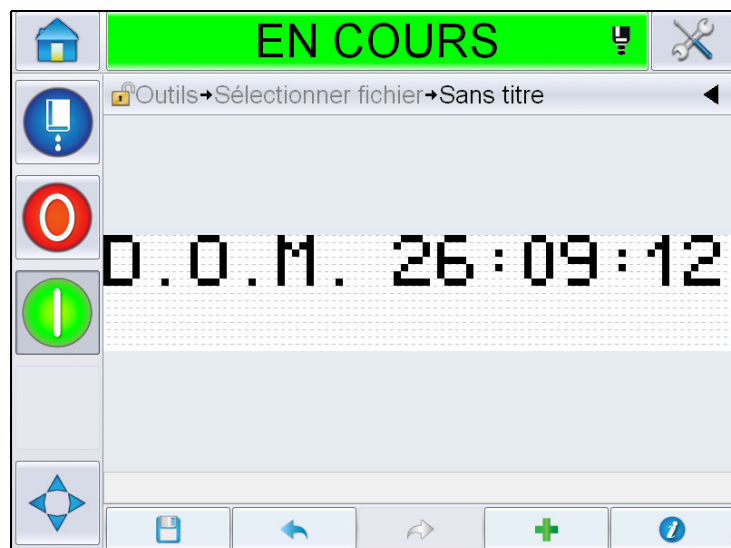 EN COURS
Outils→Sélectionner fichier→Sans titre
D.O.M. 26:09:12